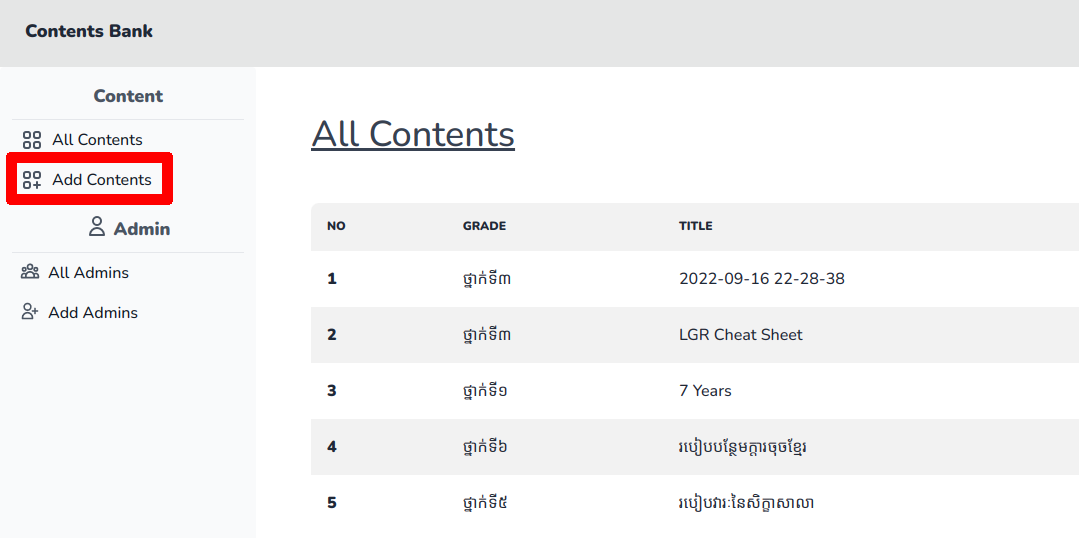 Contents Bank
Content
All Contents
Add Contents
Admin
All Admins
Add Admins
All Contents
NO GRADE TITLE
1 ថ្នាក់ទី៣ 2022-09-16 22-28-38
2 ថ្នាក់ទី៣ LGR Cheat Sheet
3 ថ្នាក់ទី១ 7 Years
4 ថ្នាក់ទី៦ របៀបបន្ថែមក្តារចុចខ្មែរ
5 ថ្នាក់ទី៥ របៀបវារៈនៃសិក្ខាសាលា